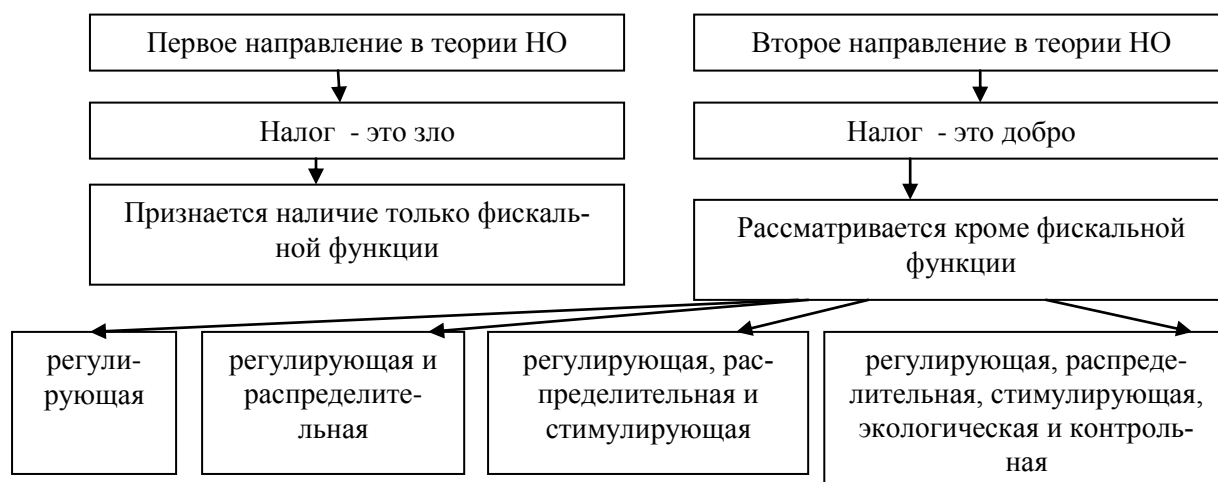 Первое направление в теории НО
Второе направление в теории НО
Налог - это зло
Налог - это добро
Признается наличие только фискаль-
ной функции
Рассматривается кроме фискальной
функции
регули-
рующая
регулирующая и
распределите-
льная
регулирующая, рас-
пределительная и
стимулирующая
регулирующая, распреде-
лительная, стимулирующая,
экологическая и контроль-
ная